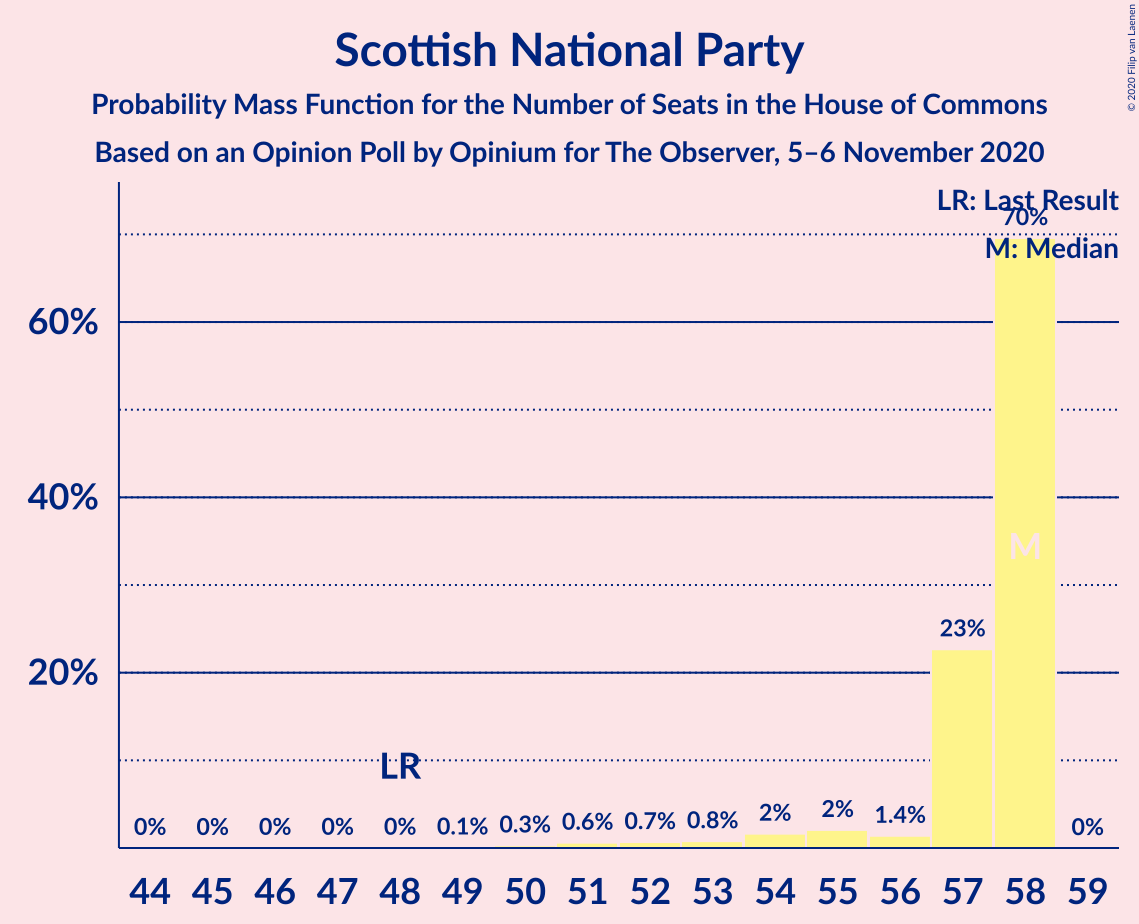 Scottish National Party
Probability Mass Function for the Number of Seats in the House of Commons
Based on an Opinion Poll by Opinium for The Observer, 5–6 November 2020
© 2020 Filip van Laenen
LR: Last Result
70%
M: Median
60%
40%
M
23%
20%
LR
0% 0% 0% 0% 0% 0.1% 0.3% 0.6% 0.7% 0.8% 2% 2% 1.4% 0%
44 45 46 47 48 49 50 51 52 53 54 55 56 57 58 59